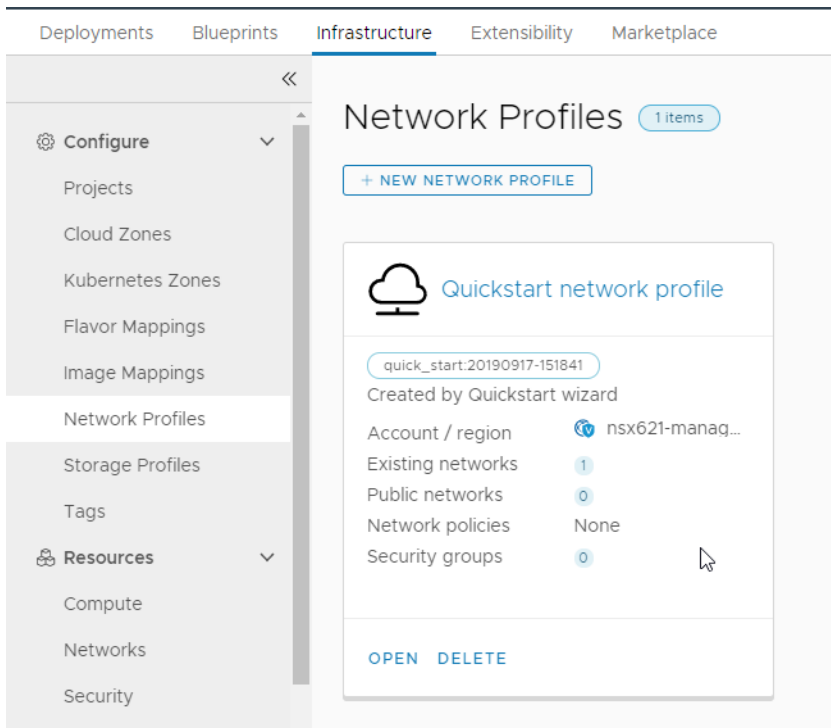 Deployments Blueprints Infrastructure Extensibility Marketplace
Configure
Projects
Cloud Zones
Kubernetes Zones
Flavor Mappings
Image Mappings
Network Profiles
Storage Profiles
Tags
Resources
Compute
Networks
Security
Network Profiles 1 items
+ NEW NETWORK PROFILE
Quickstart network profile
quick_start:20190917-151841
Created by Quickstart wizard
Account / region nsx621-manag...
Existing networks 1
Public networks 0
Network policies None
Security groups 0
OPEN DELETE